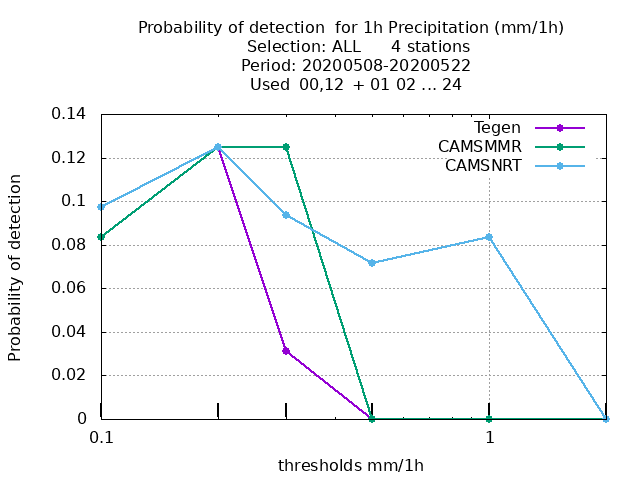 Probability of detection  for 1h Precipitation (mm/1h)
Selection: ALL      4 stations
Period: 20200508-20200522
Used  00,12  + 01 02 ... 24
Tegen
CAMSMMR
CAMSNRT
Probability of detection
0.14
0.12
0.1
0.08
0.06
0.04
0.02
0
0.1
1
thresholds mm/1h